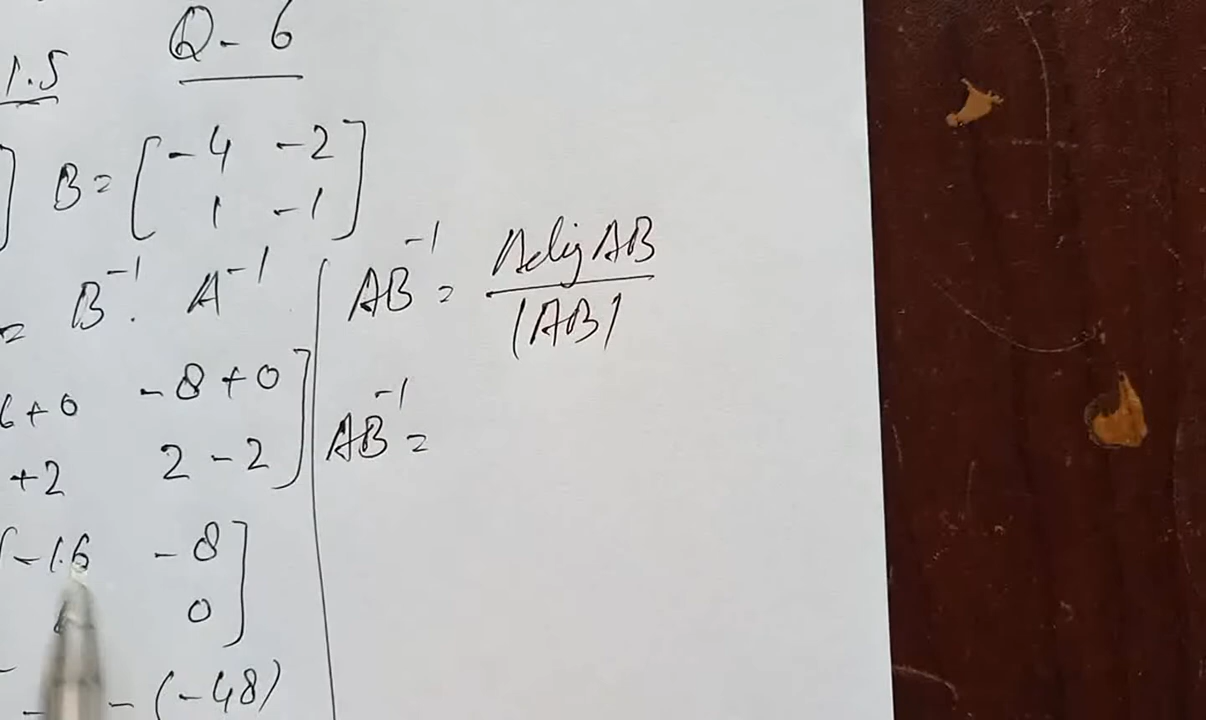 1.5 Q-6
] B = [ -4 -2
1 -1 ]
= B⁻¹. A⁻¹
AB⁻¹ = Adj AB
|AB|
6+0 -8+0
+2 2-2 ]
AB⁻¹ =
-16 -8
0 ]
- (-48)